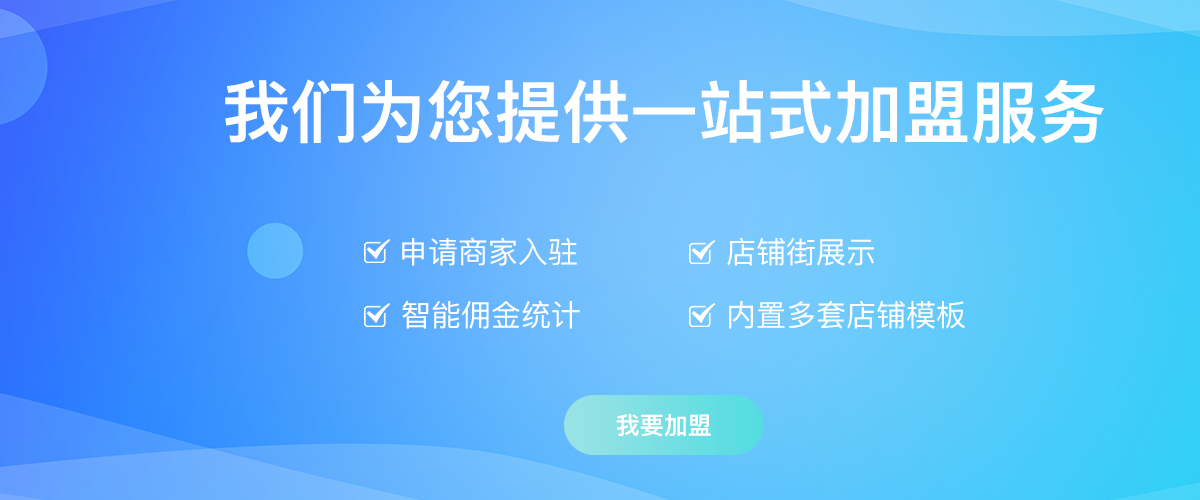 我们为您提供一站式加盟服务
申请商家入驻
店铺街展示
智能佣金统计
内置多套店铺模板
我要加盟